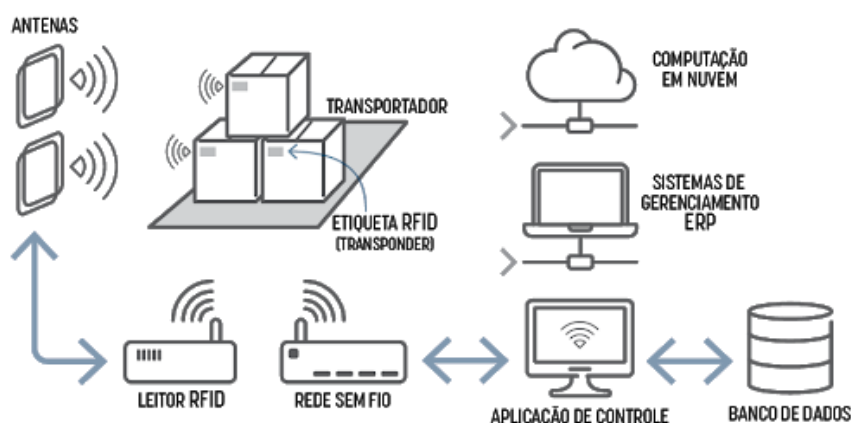 ANTENAS
TRANSPORTADOR
ETIQUETA RFID
(TRANSPONDER)
COMPUTAÇÃO
EM NUVEM
SISTEMAS DE
GERENCIAMENTO
ERP
LEITOR RFID
REDE SEM FIO
APLICAÇÃO DE CONTROLE
BANCO DE DADOS